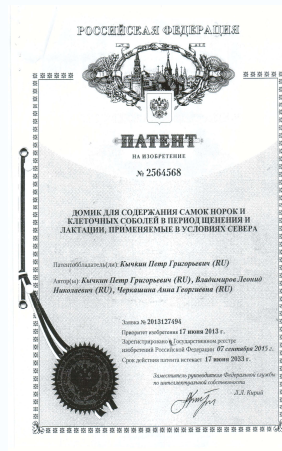 РОССИЙСКАЯ ФЕДЕРАЦИЯ
ПАТЕНТ
НА ИЗОБРЕТЕНИЕ
№ 2564568
ДОМИК ДЛЯ СОДЕРЖАНИЯ САМОК НОРОК И
КЛЕТОЧНЫХ СОБОЛЕЙ В ПЕРИОД ЩЕНЕНИЯ И
ЛАКТАЦИИ, ПРИМЕНЯЕМЫЕ В УСЛОВИЯХ СЕВЕРА
Патентообладатель(ли): Кычкин Петр Григорьевич (RU)
Автор(ы): Кычкин Петр Григорьевич (RU), Владимиров Леонид
Николаевич (RU), Черкашина Анна Георгиевна (RU)
Заявка № 2013127494
Приоритет изобретения 17 июня 2013 г.
Зарегистрировано в Государственном реестре
изобретений Российской Федерации 07 сентября 2015 г.
Срок действия патента истекает 17 июня 2033 г.
Заместитель руководителя Федеральной службы
по интеллектуальной собственности
Л.Л. Кирий